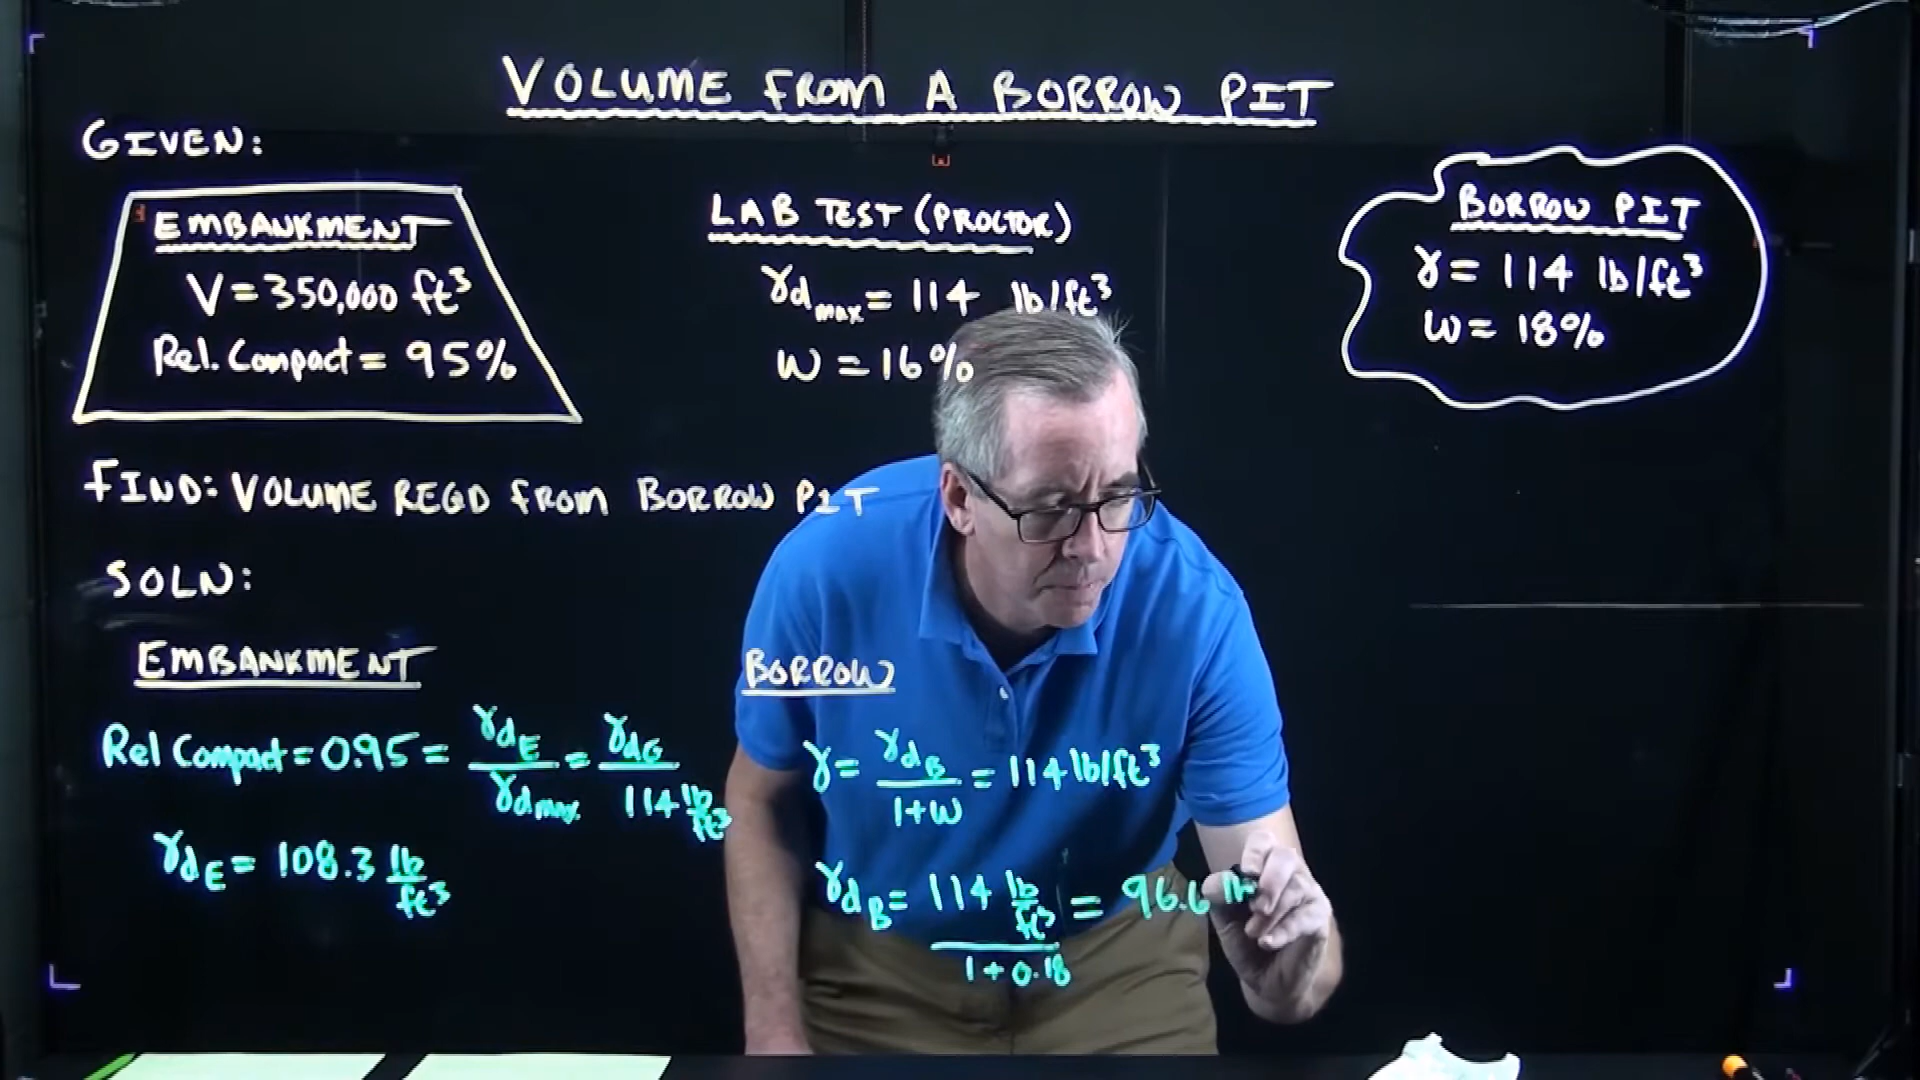 VOLUME FROM A BORROW PIT
GIVEN:
EMBANKMENT
V = 350,000 ft³
Rel. Compact = 95%
LAB TEST (PROCTOR)
γd max = 114 lb/ft³
w = 16%
BORROW PIT
γ = 114 lb/ft³
w = 18%
FIND: VOLUME REQD FROM BORROW PIT
SOLN:
EMBANKMENT
Rel Compact = 0.95 = γdE / γdmax = γdE / 114 lb/ft³
γdE = 108.3 lb/ft³
BORROW
γ = γdB / 1+w = 114 lb/ft³
γdB = 114 lb/ft³ / 1 + 0.18 = 96.6 lb